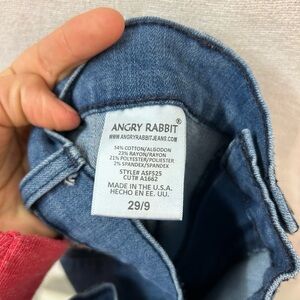 ANGRY RABBIT®
WWW.ANGRYRABBITJEANS.COM
54% COTTON/ALGODON
23% RAYON/RAYON
21% POLYESTER/POLIESTER
2% SPANDEX/SPANDEX
STYLE# ASF525
CUT# A1662
MADE IN THE U.S.A.
HECHO EN EE. UU.
29/9